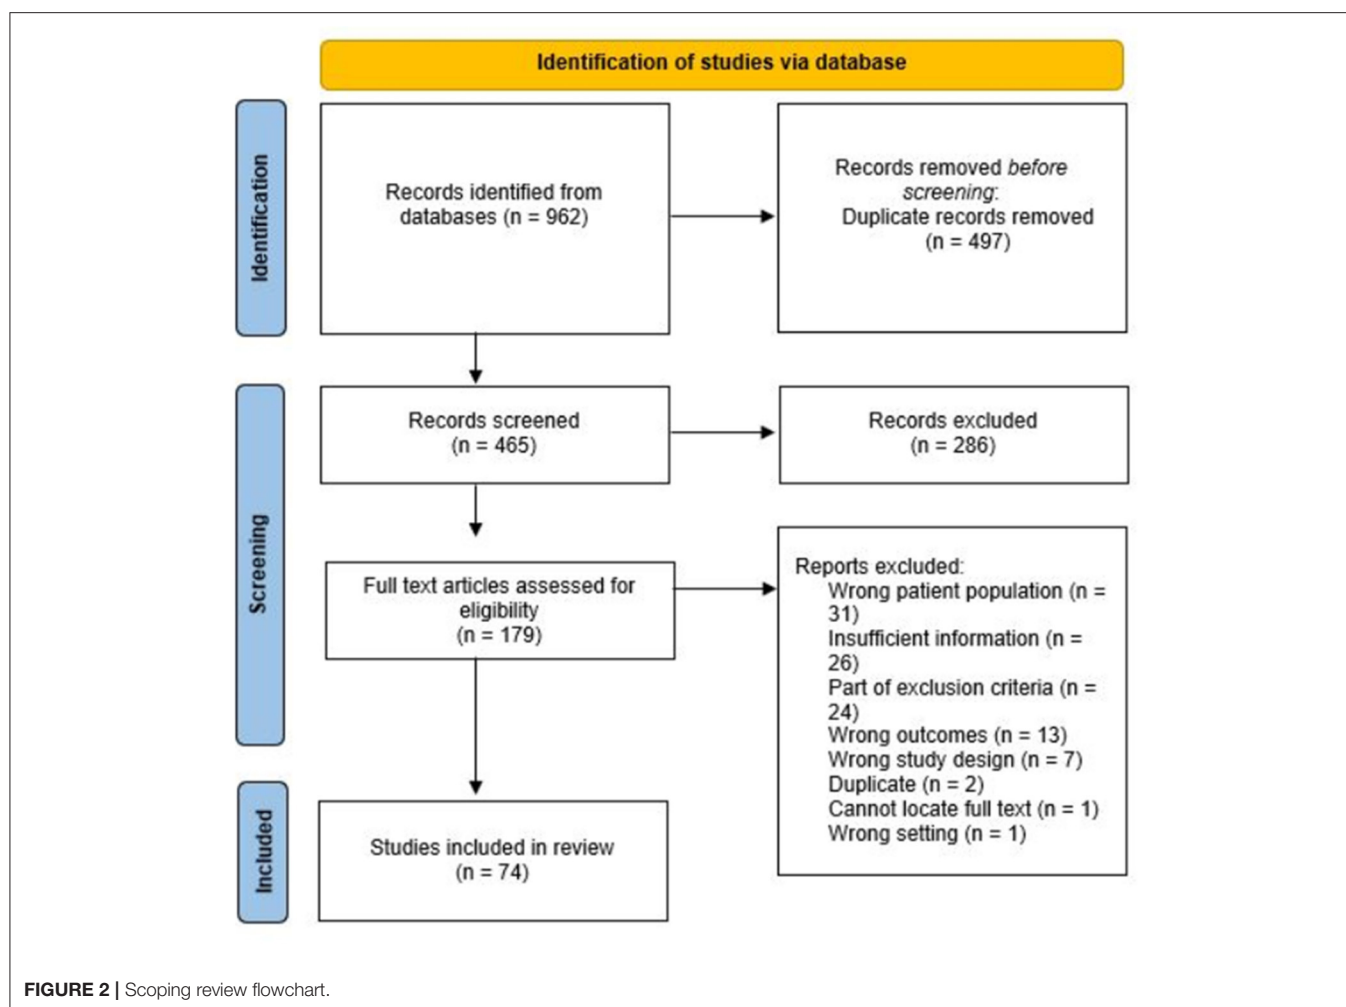 Identification of studies via database
Identification
Records identified from
databases (n = 962)
Records removed before
screening:
Duplicate records removed
(n = 497)
Screening
Records screened
(n = 465)
Records excluded
(n = 286)
Full text articles assessed for
eligibility
(n = 179)
Reports excluded:
Wrong patient population (n =
31)
Insufficient information (n =
26)
Part of exclusion criteria (n =
24)
Wrong outcomes (n = 13)
Wrong study design (n = 7)
Duplicate (n = 2)
Cannot locate full text (n = 1)
Wrong setting (n = 1)
Included
Studies included in review
(n = 74)
FIGURE 2 | Scoping review flowchart.